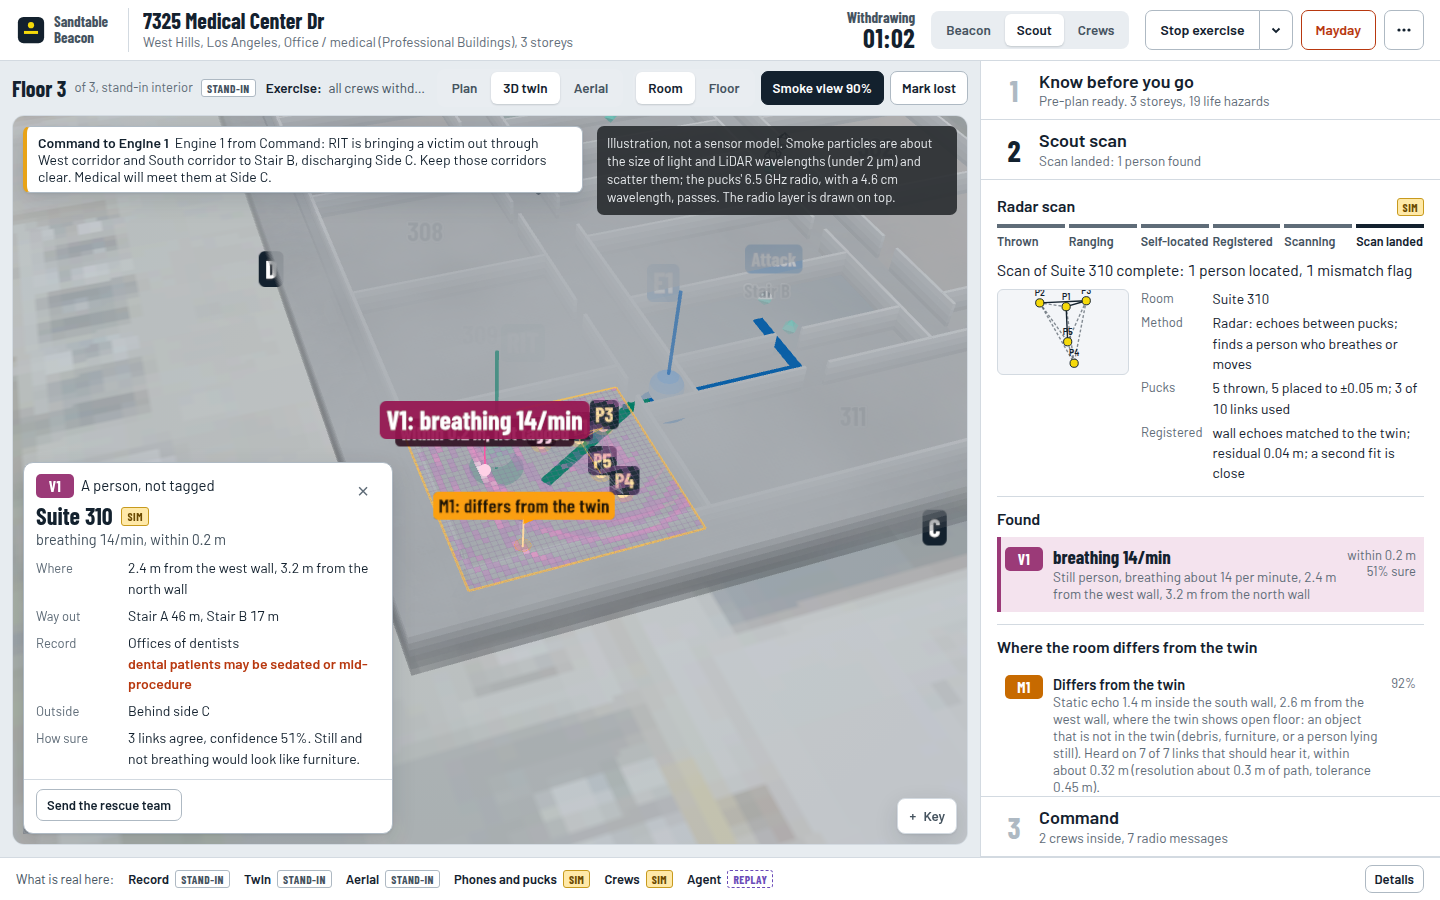 Sandtable
Beacon
7325 Medical Center Dr
West Hills, Los Angeles, Office / medical (Professional Buildings), 3 storeys
Withdrawing
01:02
Beacon
Scout
Crews
Stop exercise
Mayday
Floor 3
of 3, stand-in interior
STAND-IN
Exercise: all crews withd...
Plan
3D twin
Aerial
Room
Floor
Smoke view 90%
Mark lost
Command to Engine 1 Engine 1 from Command: RIT is bringing a victim out through
West corridor and South corridor to Stair B, discharging Side C. Keep those corridors
clear. Medical will meet them at Side C.
Illustration, not a sensor model. Smoke particles are about
the size of light and LiDAR wavelengths (under 2 µm) and
scatter them; the pucks' 6.5 GHz radio, with a 4.6 cm
wavelength, passes. The radio layer is drawn on top.
308
D
Attack
E1
Stair B
311
V1: breathing 14/min
P3
P5
P4
M1: differs from the twin
C
V1 A person, not tagged
Suite 310 SIM
breathing 14/min, within 0.2 m
Where 2.4 m from the west wall, 3.2 m from the
north wall
Way out Stair A 46 m, Stair B 17 m
Record Offices of dentists
dental patients may be sedated or mid-
procedure
Outside Behind side C
How sure 3 links agree, confidence 51%. Still and
not breathing would look like furniture.
Send the rescue team
+ Key
1 Know before you go
Pre-plan ready. 3 storeys, 19 life hazards
2 Scout scan
Scan landed: 1 person found
Radar scan SIM
Thrown Ranging Self-located Registered Scanning Scan landed
Scan of Suite 310 complete: 1 person located, 1 mismatch flag
P2 P1 P3
P5
P4
Room Suite 310
Method Radar: echoes between pucks;
finds a person who breathes or
moves
Pucks 5 thrown, 5 placed to ±0.05 m; 3 of
10 links used
Registered wall echoes matched to the twin;
residual 0.04 m; a second fit is
close
Found
V1 breathing 14/min within 0.2 m
51% sure
Still person, breathing about 14 per minute, 2.4 m
from the west wall, 3.2 m from the north wall
Where the room differs from the twin
M1 Differs from the twin 92%
Static echo 1.4 m inside the south wall, 2.6 m from the
west wall, where the twin shows open floor: an object
that is not in the twin (debris, furniture, or a person lying
still). Heard on 7 of 7 links that should hear it, within
about 0.32 m (resolution about 0.3 m of path, tolerance
0.45 m).
3 Command
2 crews inside, 7 radio messages
What is real here: Record STAND-IN Twin STAND-IN Aerial STAND-IN Phones and pucks SIM Crews SIM Agent REPLAY
Details